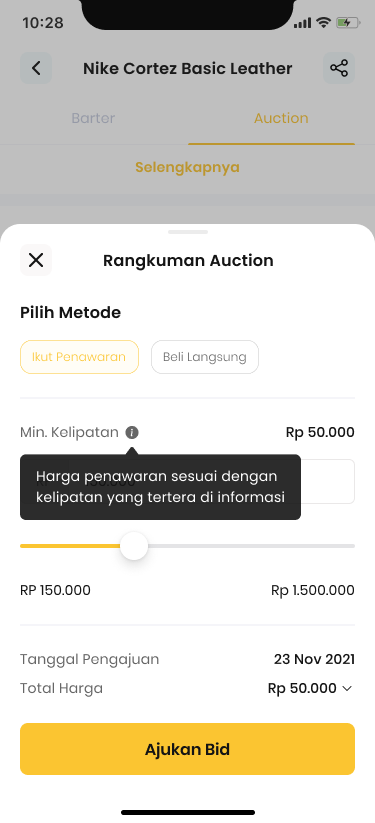 10:28
Nike Cortez Basic Leather
Barter
Auction
Selengkapnya
Rangkuman Auction
Pilih Metode
Ikut Penawaran
Beli Langsung
Min. Kelipatan
Rp 50.000
Harga penawaran sesuai dengan
kelipatan yang tertera di informasi
RP 150.000
Rp 1.500.000
Tanggal Pengajuan
23 Nov 2021
Total Harga
Rp 50.000
Ajukan Bid